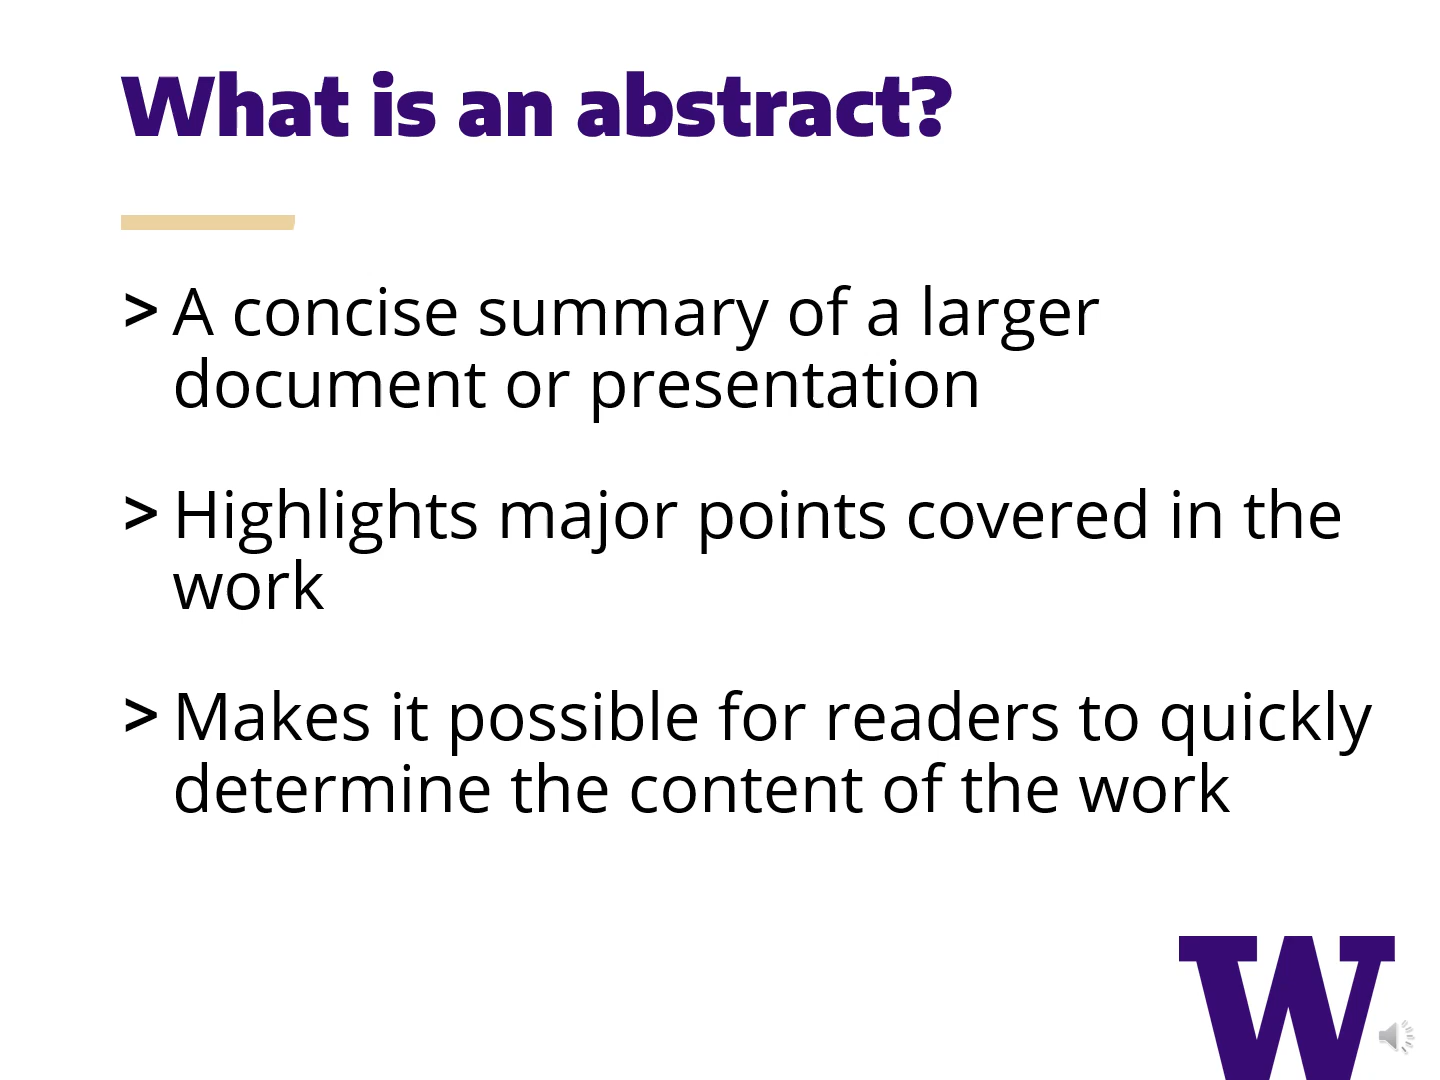 What is an abstract?
> A concise summary of a larger
document or presentation
> Highlights major points covered in the
work
> Makes it possible for readers to quickly
determine the content of the work
W